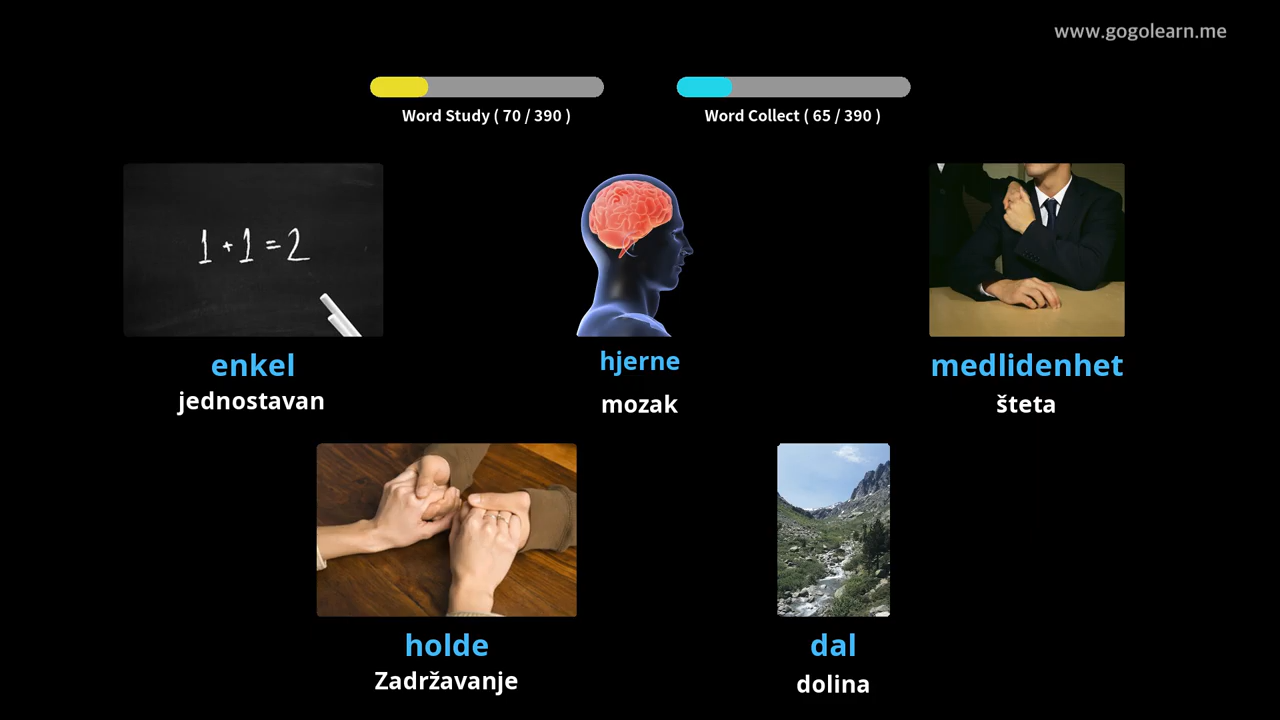 www.gogolearn.me
Word Study ( 70 / 390 )
Word Collect ( 65 / 390 )
1 + 1 = 2
enkel
jednostavan
hjerne
mozak
medlidenhet
šteta
holde
Zadržavanje
dal
dolina